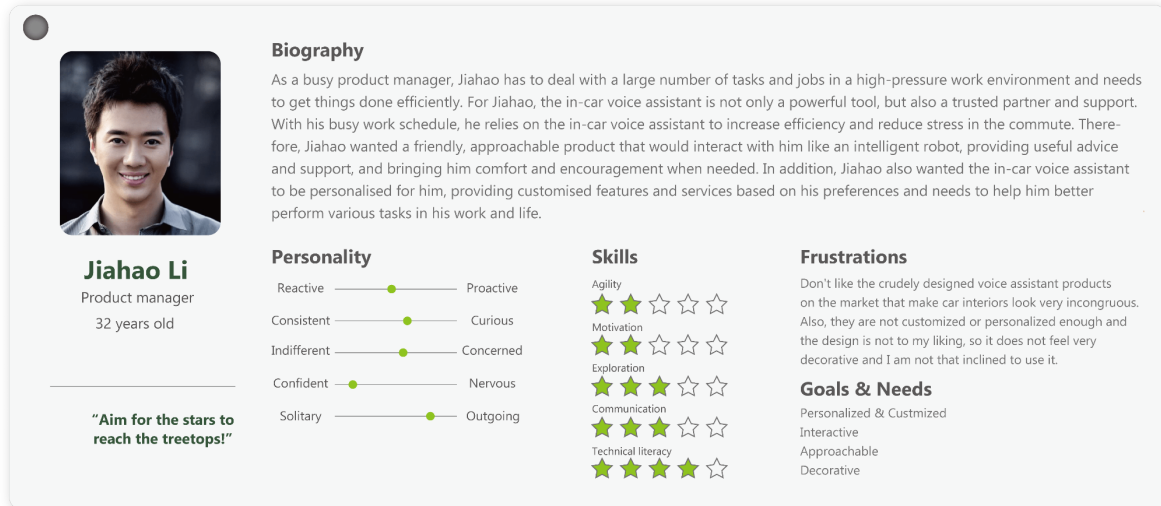 Biography
As a busy product manager, Jiahao has to deal with a large number of tasks and jobs in a high-pressure work environment and needs
to get things done efficiently. For Jiahao, the in-car voice assistant is not only a powerful tool, but also a trusted partner and support.
With his busy work schedule, he relies on the in-car voice assistant to increase efficiency and reduce stress in the commute. There-
fore, Jiahao wanted a friendly, approachable product that would interact with him like an intelligent robot, providing useful advice
and support, and bringing him comfort and encouragement when needed. In addition, Jiahao also wanted the in-car voice assistant
to be personalised for him, providing customised features and services based on his preferences and needs to help him better
perform various tasks in his work and life.
Jiahao Li
Product manager
32 years old
“Aim for the stars to
reach the treetops!”
Personality
Reactive Proactive
Consistent Curious
Indifferent Concerned
Confident Nervous
Solitary Outgoing
Skills
Agility
Motivation
Exploration
Communication
Technical literacy
Frustrations
Don't like the crudely designed voice assistant products
on the market that make car interiors look very incongruous.
Also, they are not customized or personalized enough and
the design is not to my liking, so it does not feel very
decorative and I am not that inclined to use it.
Goals & Needs
Personalized & Custmized
Interactive
Approachable
Decorative